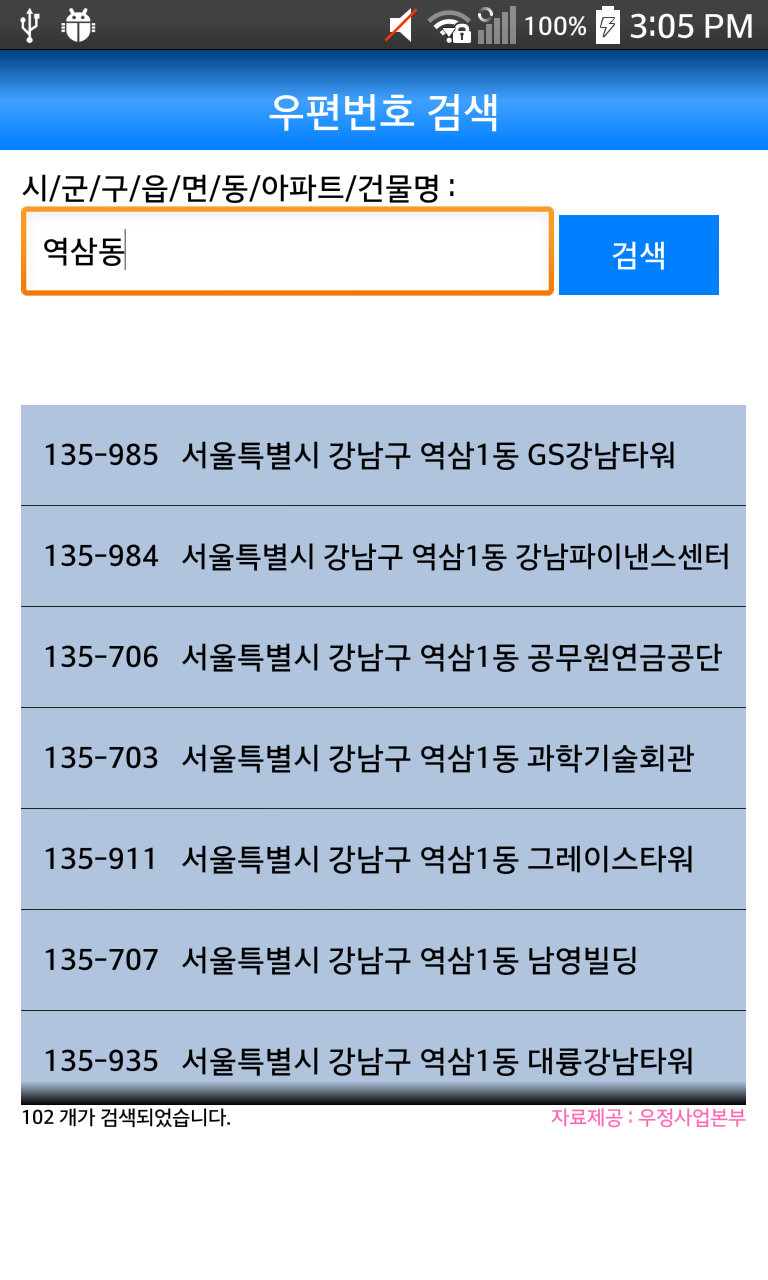 100% 3:05 PM
우편번호 검색
시/군/구/읍/면/동/아파트/건물명 :
역삼동 검색
135-985 서울특별시 강남구 역삼1동 GS강남타워
135-984 서울특별시 강남구 역삼1동 강남파이낸스센터
135-706 서울특별시 강남구 역삼1동 공무원연금공단
135-703 서울특별시 강남구 역삼1동 과학기술회관
135-911 서울특별시 강남구 역삼1동 그레이스타워
135-707 서울특별시 강남구 역삼1동 남영빌딩
135-935 서울특별시 강남구 역삼1동 대륭강남타워
102 개가 검색되었습니다. 자료제공 : 우정사업본부